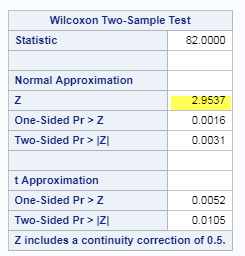 Wilcoxon Two-Sample Test
Statistic 82.0000
Normal Approximation
Z 2.9537
One-Sided Pr > Z 0.0016
Two-Sided Pr > |Z| 0.0031
t Approximation
One-Sided Pr > Z 0.0052
Two-Sided Pr > |Z| 0.0105
Z includes a continuity correction of 0.5.